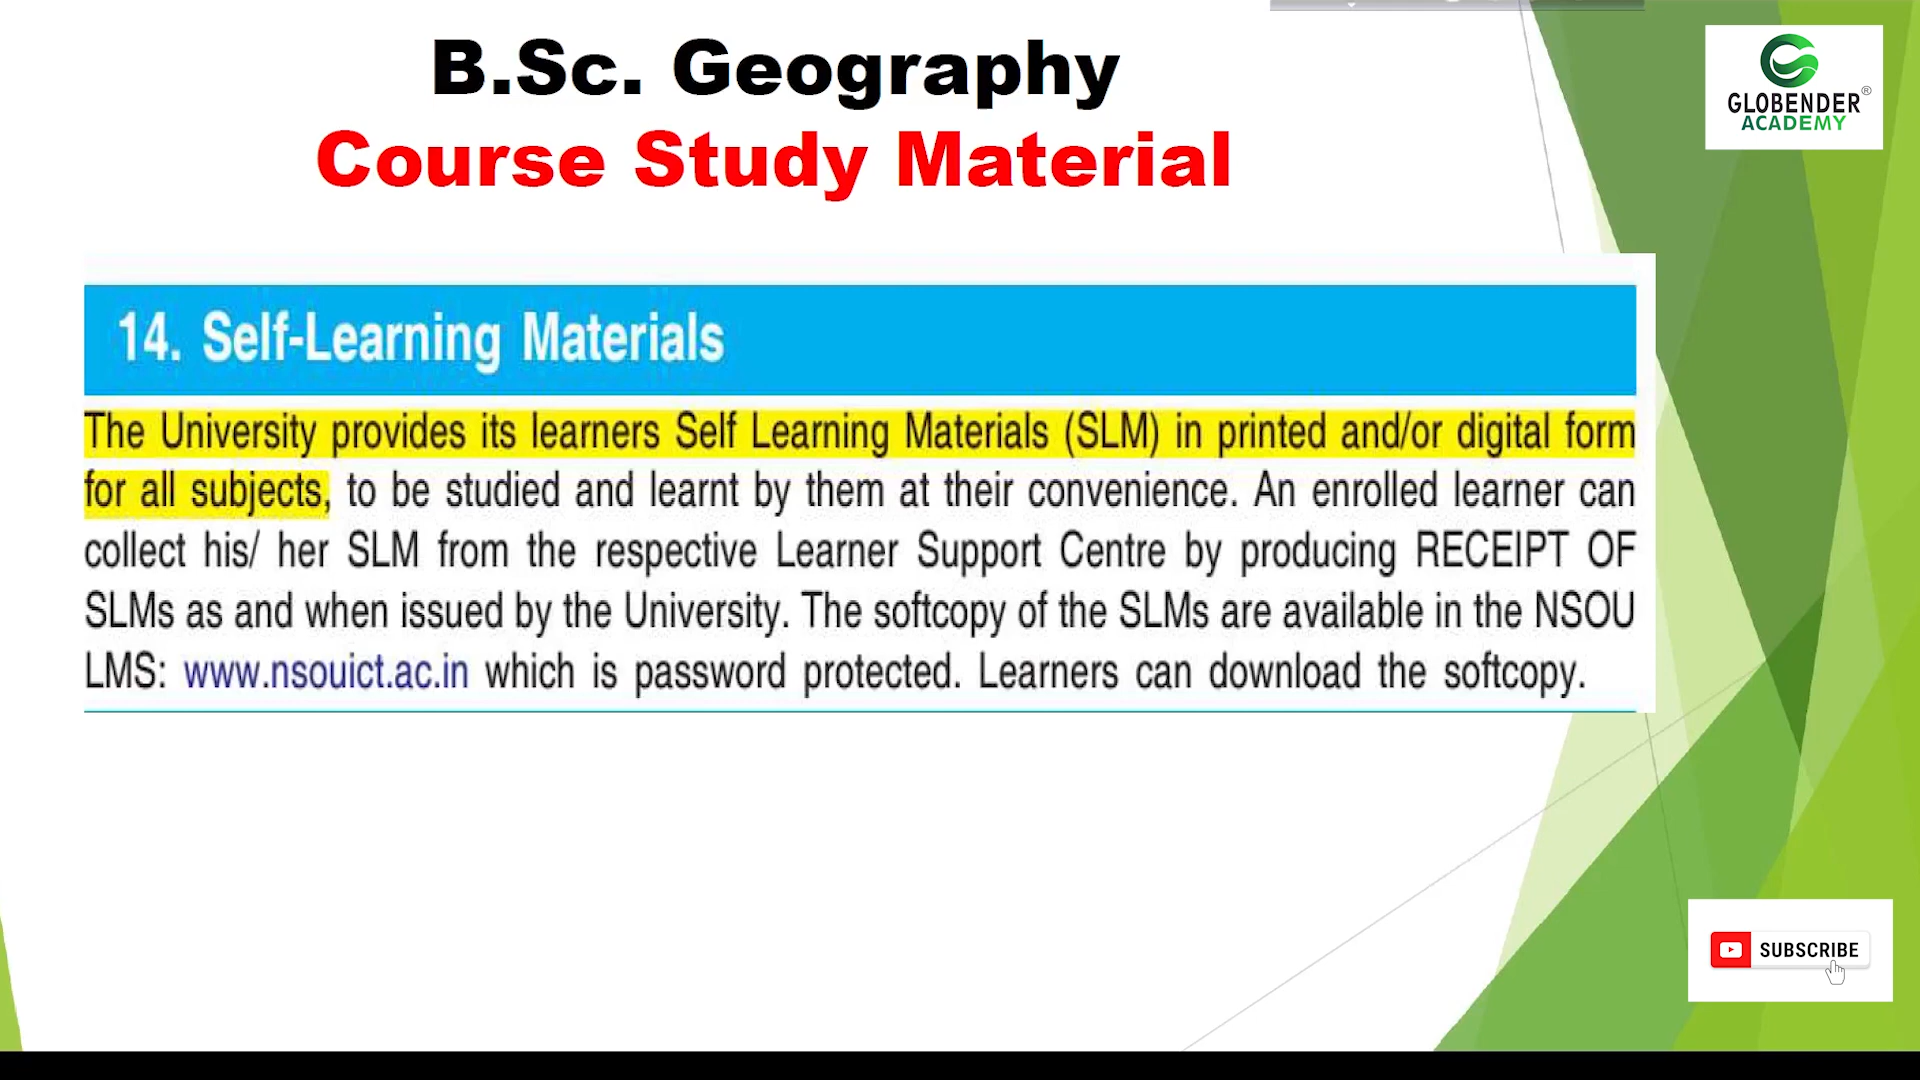 B.Sc. Geography
Course Study Material
GLOBENDER®
ACADEMY
14. Self-Learning Materials
The University provides its learners Self Learning Materials (SLM) in printed and/or digital form
for all subjects, to be studied and learnt by them at their convenience. An enrolled learner can
collect his/ her SLM from the respective Learner Support Centre by producing RECEIPT OF
SLMs as and when issued by the University. The softcopy of the SLMs are available in the NSOU
LMS: www.nsouict.ac.in which is password protected. Learners can download the softcopy.
SUBSCRIBE